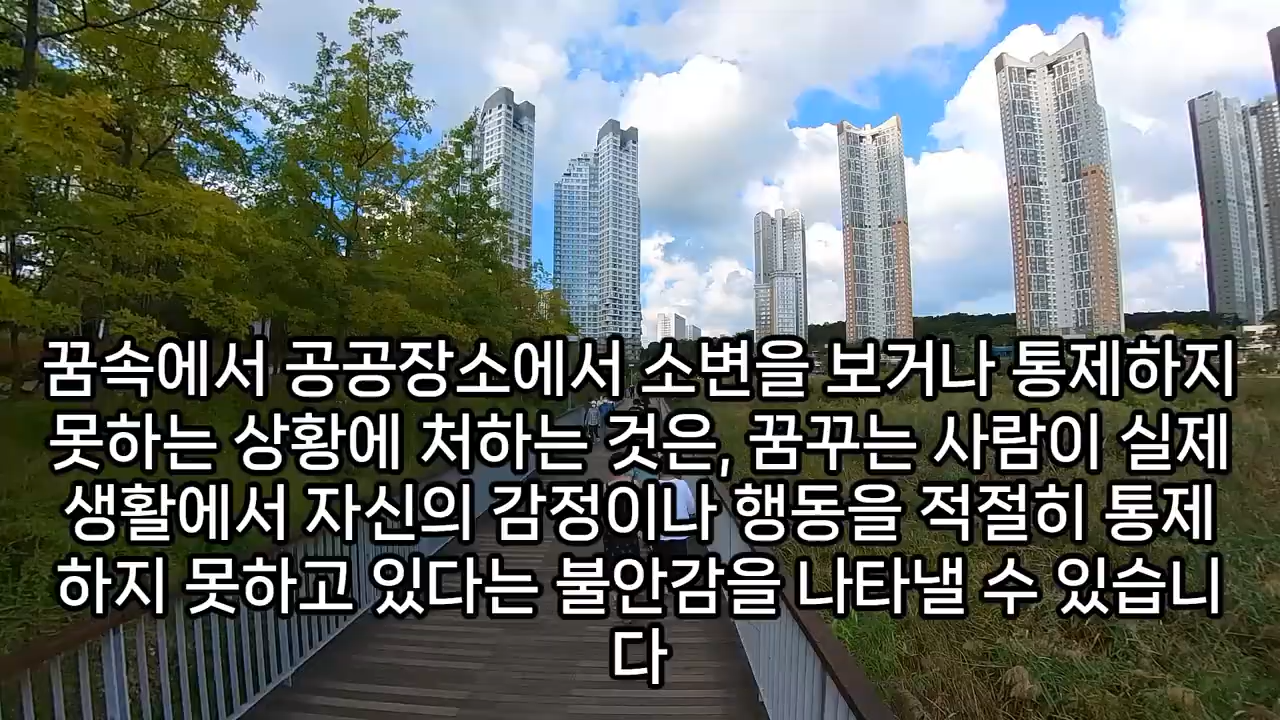 꿈속에서 공공장소에서 소변을 보거나 통제하지
못하는 상황에 처하는 것은, 꿈꾸는 사람이 실제
생활에서 자신의 감정이나 행동을 적절히 통제
하지 못하고 있다는 불안감을 나타낼 수 있습니
다